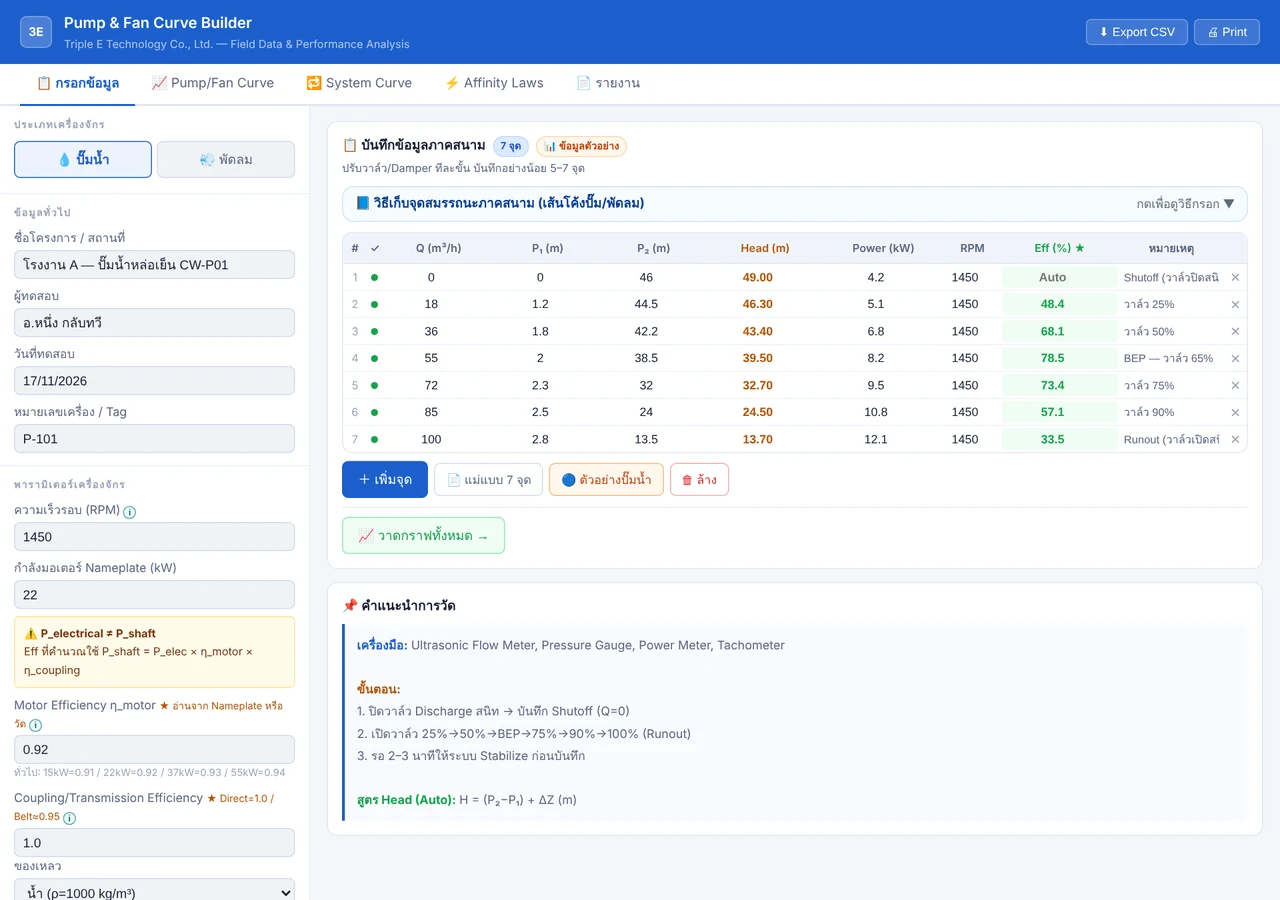 3E
Pump & Fan Curve Builder
Triple E Technology Co., Ltd. — Field Data & Performance Analysis
⬇ Export CSV
🖨 Print
📋 กรอกข้อมูล
📈 Pump/Fan Curve
🔁 System Curve
⚡ Affinity Laws
📄 รายงาน
ประเภทเครื่องจักร
💧 ปั๊มน้ำ
💨 พัดลม
ข้อมูลทั่วไป
ชื่อโครงการ / สถานที่
โรงงาน A — ปั๊มน้ำหล่อเย็น CW-P01
ผู้ทดสอบ
อ.หนึ่ง กลับทวี
วันที่ทดสอบ
17/11/2026
หมายเลขเครื่อง / Tag
P-101
พารามิเตอร์เครื่องจักร
ความเร็วรอบ (RPM) ⓘ
1450
กำลังมอเตอร์ Nameplate (kW)
22
⚠️ P_electrical ≠ P_shaft
Eff ที่คำนวณใช้ P_shaft = P_elec × η_motor ×
η_coupling
Motor Efficiency η_motor ★ อ่านจาก Nameplate หรือ
วัด ⓘ
0.92
ทั่วไป: 15kW=0.91 / 22kW=0.92 / 37kW=0.93 / 55kW=0.94
Coupling/Transmission Efficiency ★ Direct=1.0 /
Belt≈0.95 ⓘ
1.0
ของเหลว
น้ำ (ρ=1000 kg/m³)
📋 บันทึกข้อมูลภาคสนาม 7 จุด 📊 ข้อมูลตัวอย่าง
ปรับวาล์ว/Damper ทีละขั้น บันทึกอย่างน้อย 5–7 จุด
📘 วิธีเก็บจุดสมรรถนะภาคสนาม (เส้นโค้งปั๊ม/พัดลม) กดเพื่อดูวิธีกรอก ▼
# ✓ Q (m³/h) P₁ (m) P₂ (m) Head (m) Power (kW) RPM Eff (%) ★ หมายเหตุ
1 ● 0 0 46 49.00 4.2 1450 Auto Shutoff (วาล์วปิดสนิ ✕
2 ● 18 1.2 44.5 46.30 5.1 1450 48.4 วาล์ว 25% ✕
3 ● 36 1.8 42.2 43.40 6.8 1450 68.1 วาล์ว 50% ✕
4 ● 55 2 38.5 39.50 8.2 1450 78.5 BEP — วาล์ว 65% ✕
5 ● 72 2.3 32 32.70 9.5 1450 73.4 วาล์ว 75% ✕
6 ● 85 2.5 24 24.50 10.8 1450 57.1 วาล์ว 90% ✕
7 ● 100 2.8 13.5 13.70 12.1 1450 33.5 Runout (วาล์วเปิดส ✕
＋ เพิ่มจุด
📄 แม่แบบ 7 จุด
🔵 ตัวอย่างปั๊มน้ำ
🗑 ล้าง
📈 วาดกราฟทั้งหมด →
📌 คำแนะนำการวัด
เครื่องมือ: Ultrasonic Flow Meter, Pressure Gauge, Power Meter, Tachometer
ขั้นตอน:
1. ปิดวาล์ว Discharge สนิท → บันทึก Shutoff (Q=0)
2. เปิดวาล์ว 25%→50%→BEP→75%→90%→100% (Runout)
3. รอ 2–3 นาทีให้ระบบ Stabilize ก่อนบันทึก
สูตร Head (Auto): H = (P₂−P₁) + ΔZ (m)